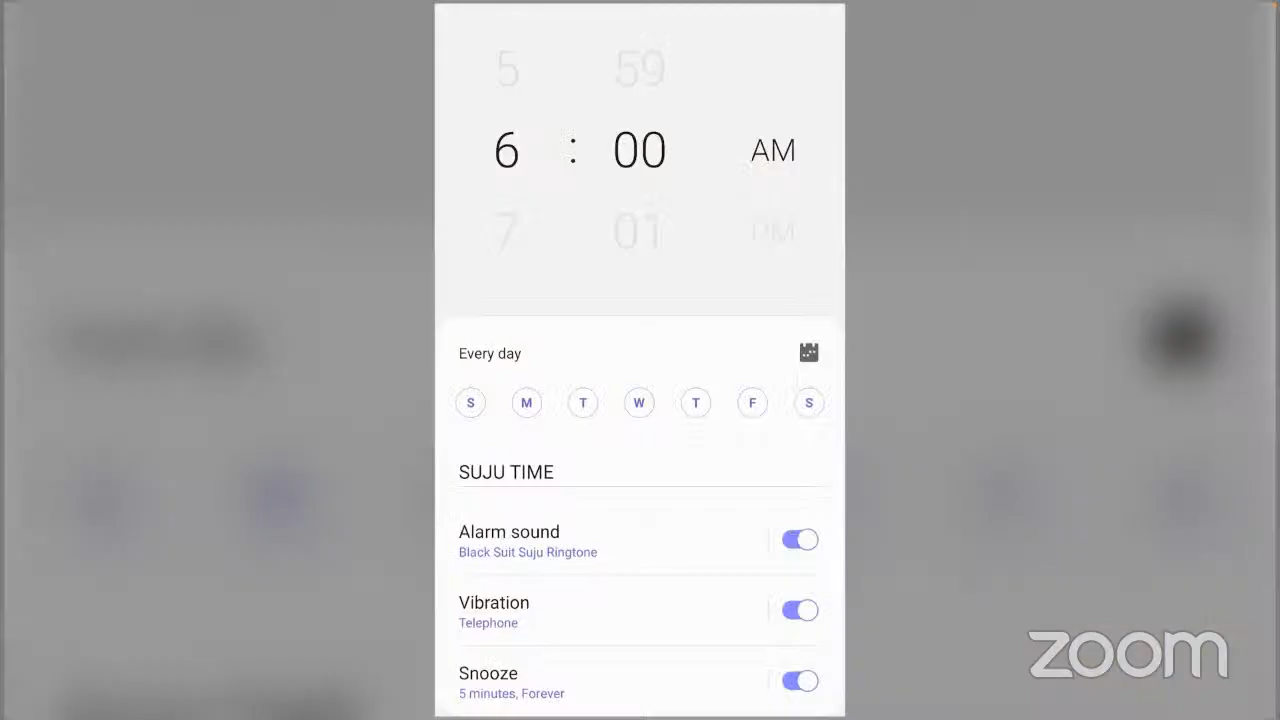 5 59
6 : 00 AM
7 01 PM
Every day
S M T W T F S
SUJU TIME
Alarm sound
Black Suit Suju Ringtone
Vibration
Telephone
Snooze
5 minutes, Forever
zoom